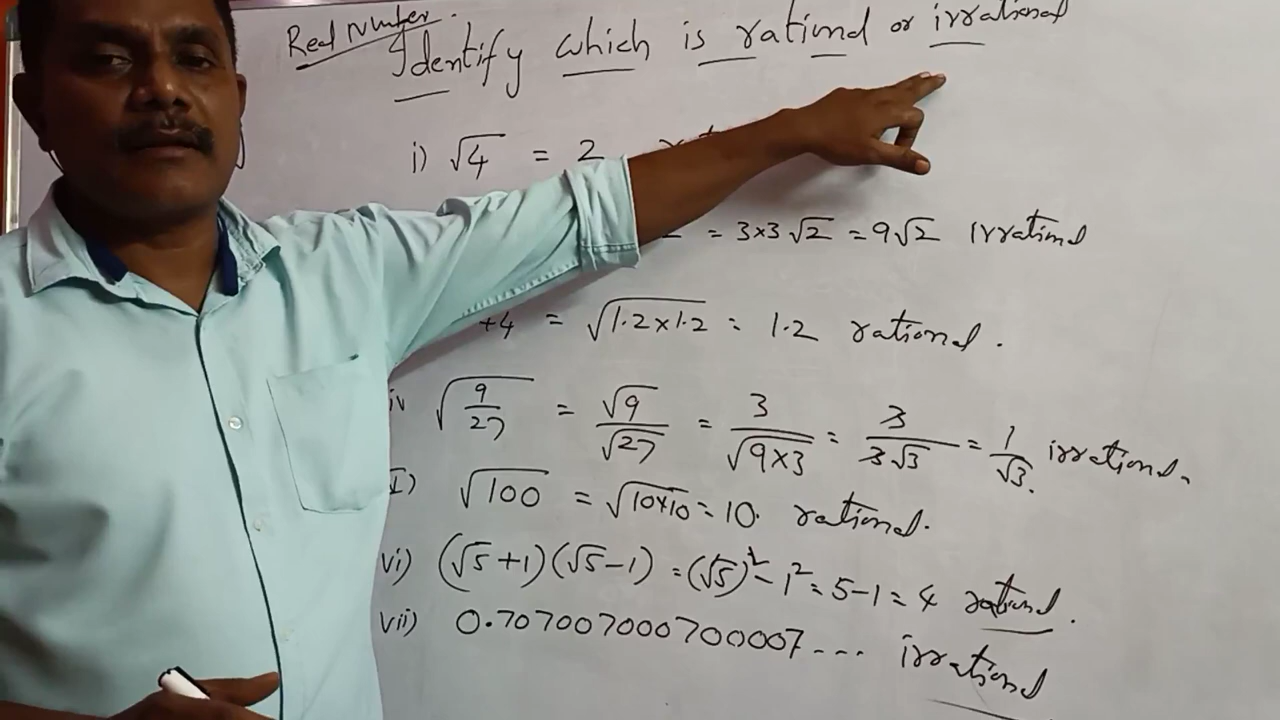 Real Number.
Identify which is rational or irrational
i) √4 = 2
= 3×3√2 = 9√2 irrational
+4 = √1.2×1.2 = 1.2 rational.
iv √9/27 = √9/√27 = 3/√9×3 = 3/3√3 = 1/√3. irrational.
√100 = √10×10 = 10. rational.
vi) (√5+1)(√5-1) = (√5)²-1² = 5-1 = 4 rational.
vii) 0.707007000700007... irrational